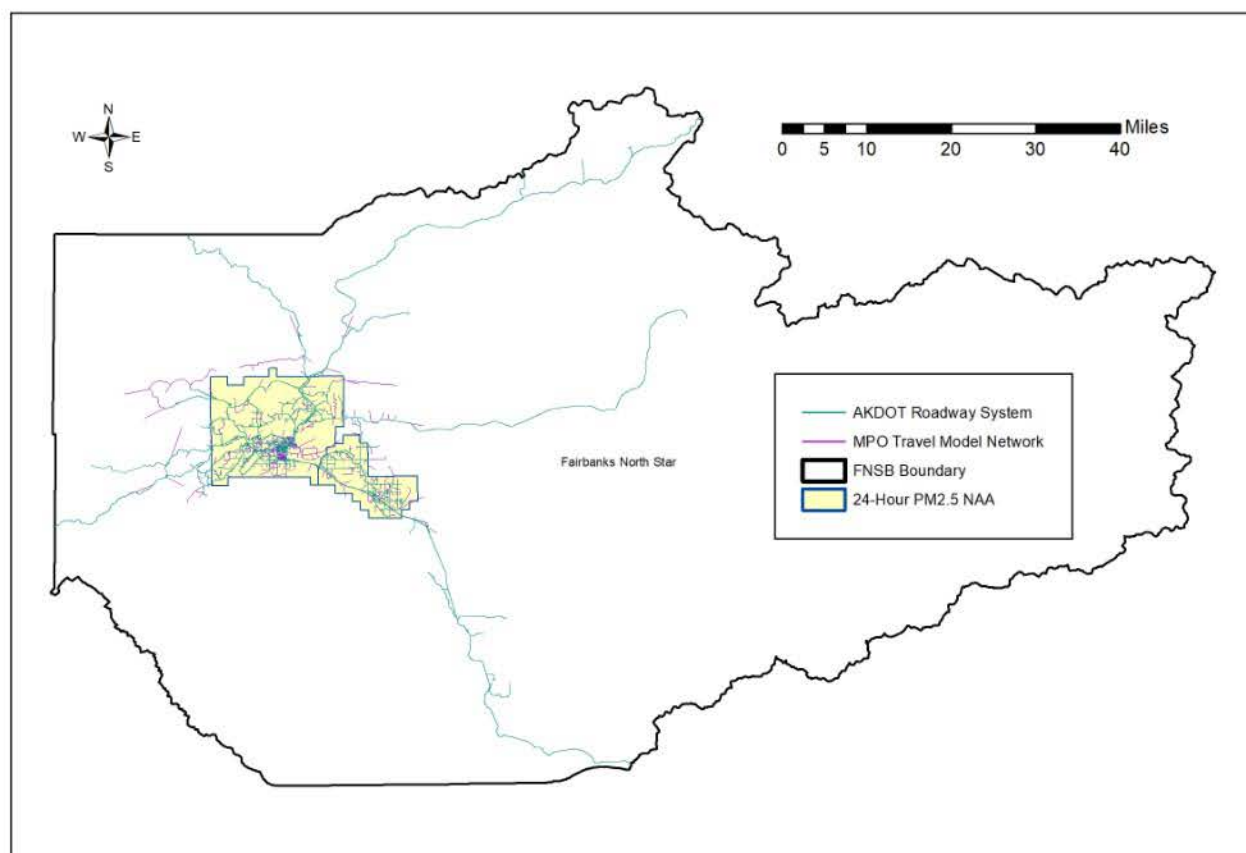 N
W E
S
Miles
0 5 10 20 30 40
Fairbanks North Star
AKDOT Roadway System
MPO Travel Model Network
FNSB Boundary
24-Hour PM2.5 NAA